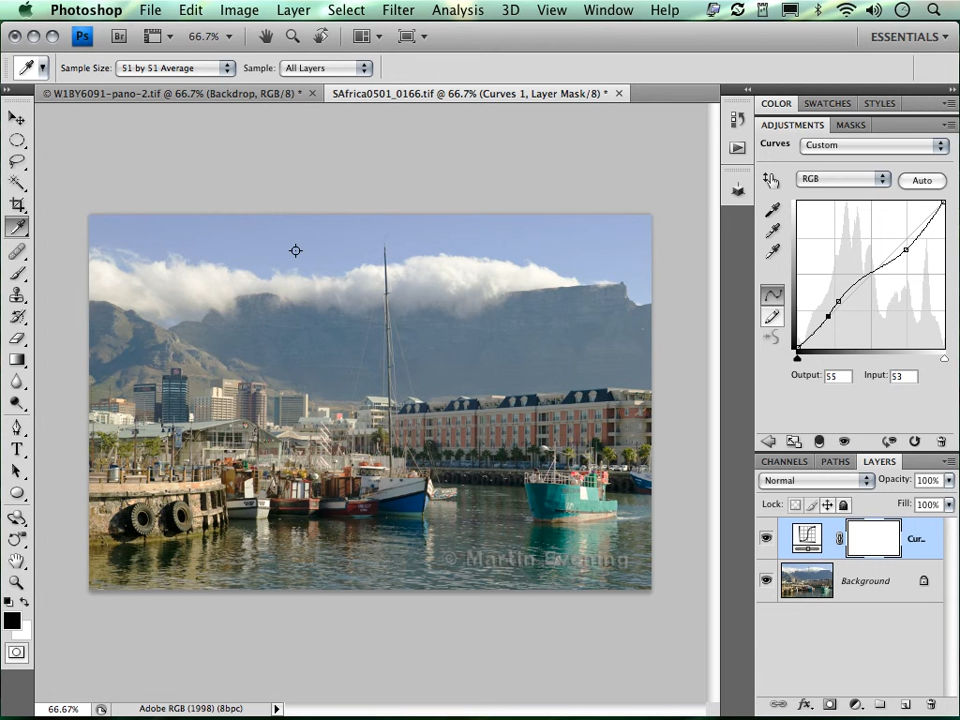 Photoshop File Edit Image Layer Select Filter Analysis 3D View Window Help
Ps Br 66.7% ESSENTIALS
Sample Size: 51 by 51 Average Sample: All Layers
© W1BY6091-pano-2.tif @ 66.7% (Backdrop, RGB/8) * SAfrica0501_0166.tif @ 66.7% (Curves 1, Layer Mask/8) *
COLOR SWATCHES STYLES
ADJUSTMENTS MASKS
Curves Custom
RGB Auto
Output: 55 Input: 53
CHANNELS PATHS LAYERS
Normal Opacity: 100%
Lock: Fill: 100%
Cur...
Background
© Martin Evening
66.67% Adobe RGB (1998) (8bpc)